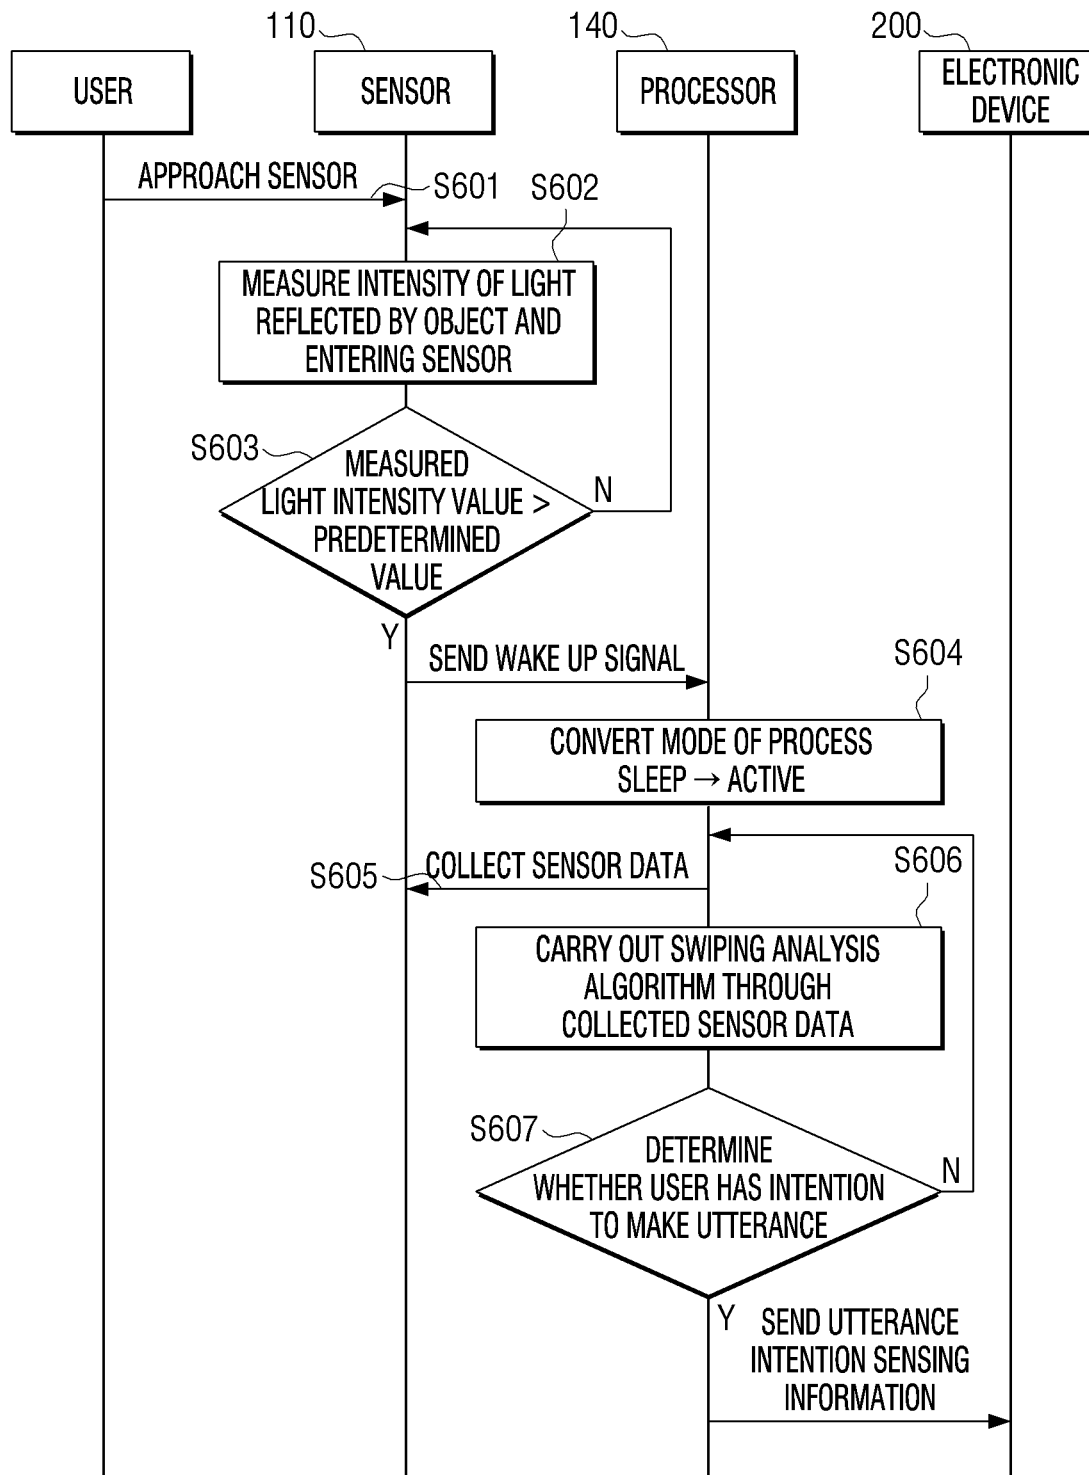 110
140
200
USER
SENSOR
PROCESSOR
ELECTRONIC
DEVICE
APPROACH SENSOR
S601
S602
MEASURE INTENSITY OF LIGHT
REFLECTED BY OBJECT AND
ENTERING SENSOR
S603
MEASURED
LIGHT INTENSITY VALUE >
PREDETERMINED
VALUE
N
Y
SEND WAKE UP SIGNAL
S604
CONVERT MODE OF PROCESS
SLEEP → ACTIVE
COLLECT SENSOR DATA
S605
S606
CARRY OUT SWIPING ANALYSIS
ALGORITHM THROUGH
COLLECTED SENSOR DATA
S607
DETERMINE
WHETHER USER HAS INTENTION
TO MAKE UTTERANCE
N
Y
SEND UTTERANCE
INTENTION SENSING
INFORMATION